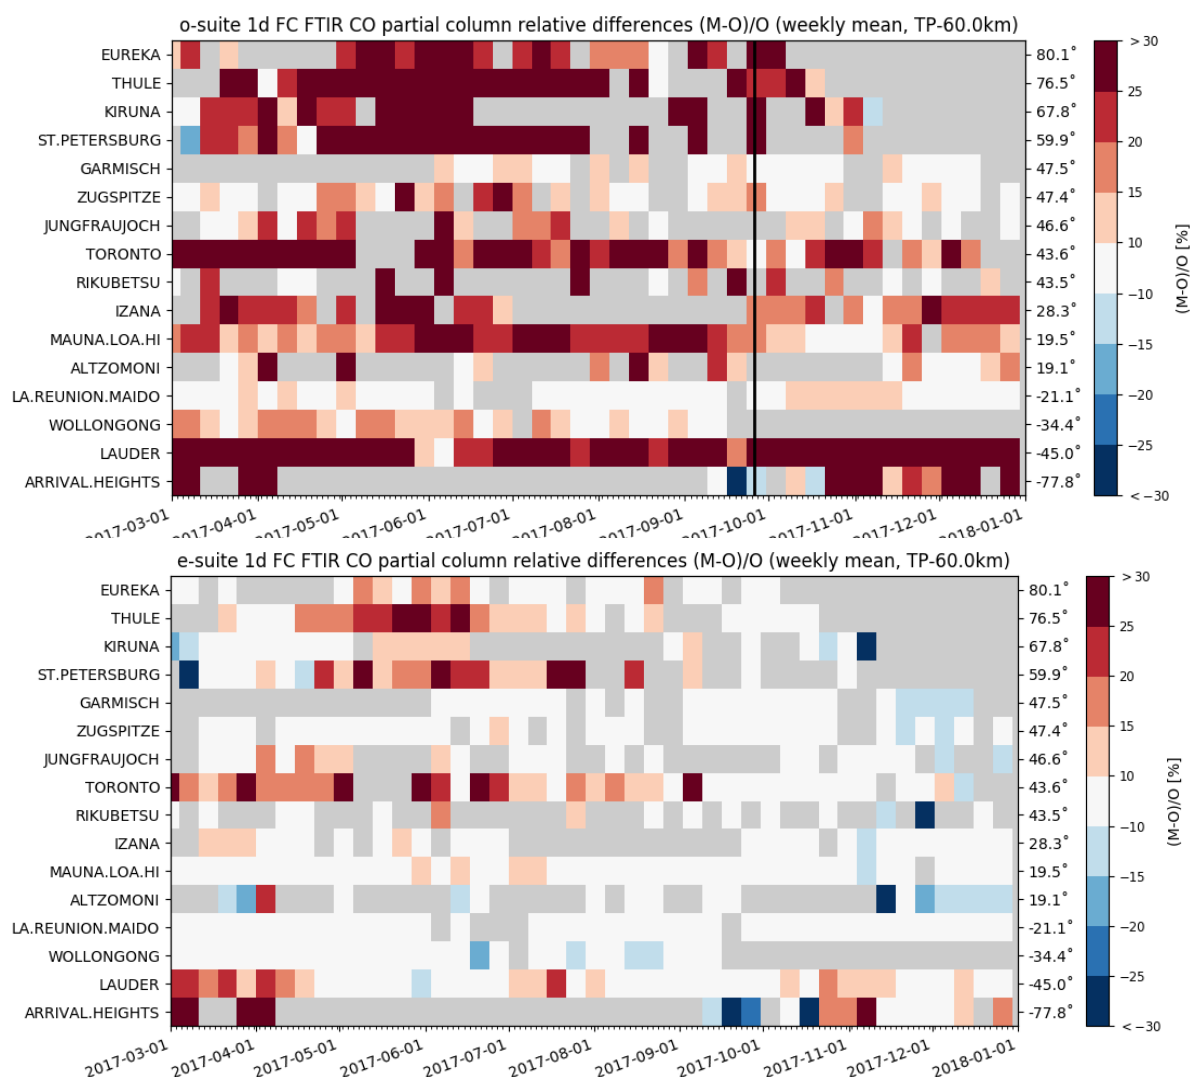 o-suite 1d FC FTIR CO partial column relative differences (M-O)/O (weekly mean, TP-60.0km)
EUREKA 80.1˚
THULE 76.5˚
KIRUNA 67.8˚
ST.PETERSBURG 59.9˚
GARMISCH 47.5˚
ZUGSPITZE 47.4˚
JUNGFRAUJOCH 46.6˚
TORONTO 43.6˚
RIKUBETSU 43.5˚
IZANA 28.3˚
MAUNA.LOA.HI 19.5˚
ALTZOMONI 19.1˚
LA.REUNION.MAIDO -21.1˚
WOLLONGONG -34.4˚
LAUDER -45.0˚
ARRIVAL.HEIGHTS -77.8˚
2017-03-01 2017-04-01 2017-05-01 2017-06-01 2017-07-01 2017-08-01 2017-09-01 2017-10-01 2017-11-01 2017-12-01 2018-01-01
> 30
25
20
15
10
−10
−15
−20
−25
< −30
(M-O)/O [%]
e-suite 1d FC FTIR CO partial column relative differences (M-O)/O (weekly mean, TP-60.0km)
EUREKA 80.1˚
THULE 76.5˚
KIRUNA 67.8˚
ST.PETERSBURG 59.9˚
GARMISCH 47.5˚
ZUGSPITZE 47.4˚
JUNGFRAUJOCH 46.6˚
TORONTO 43.6˚
RIKUBETSU 43.5˚
IZANA 28.3˚
MAUNA.LOA.HI 19.5˚
ALTZOMONI 19.1˚
LA.REUNION.MAIDO -21.1˚
WOLLONGONG -34.4˚
LAUDER -45.0˚
ARRIVAL.HEIGHTS -77.8˚
2017-03-01 2017-04-01 2017-05-01 2017-06-01 2017-07-01 2017-08-01 2017-09-01 2017-10-01 2017-11-01 2017-12-01 2018-01-01
> 30
25
20
15
10
−10
−15
−20
−25
< −30
(M-O)/O [%]